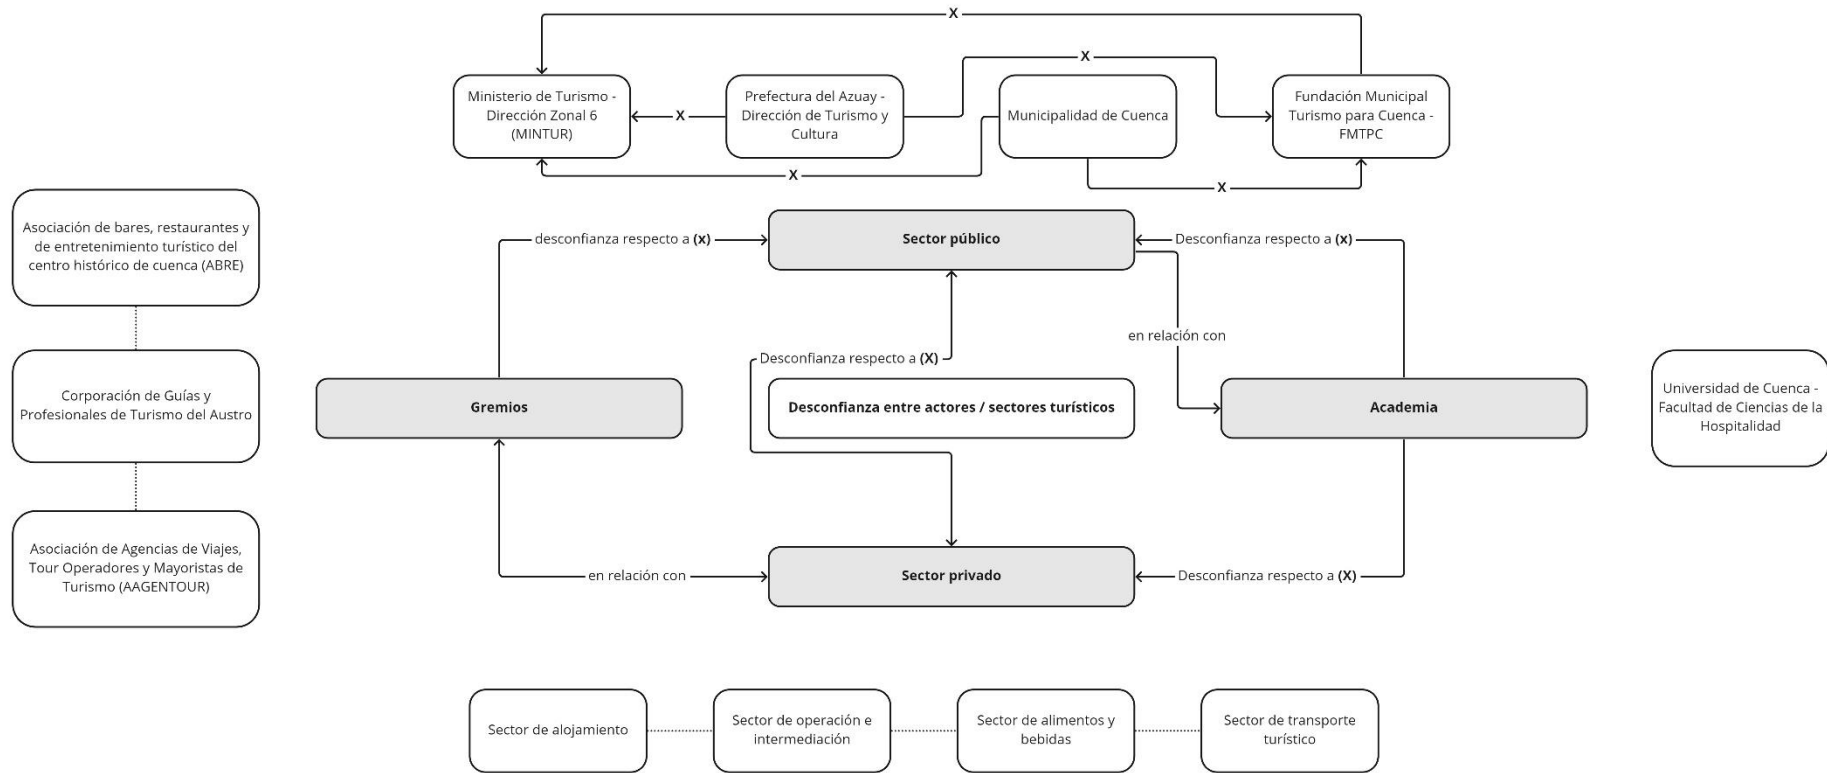 X
X
Ministerio de Turismo -
Dirección Zonal 6
(MINTUR)
X
Prefectura del Azuay -
Dirección de Turismo y
Cultura
Municipalidad de Cuenca
Fundación Municipal
Turismo para Cuenca -
FMTPC
X
X
Asociación de bares, restaurantes y
de entretenimiento turístico del
centro histórico de cuenca (ABRE)
desconfianza respecto a (x)
Sector público
Desconfianza respecto a (x)
en relación con
Desconfianza respecto a (X)
Corporación de Guías y
Profesionales de Turismo del Austro
Gremios
Desconfianza entre actores / sectores turísticos
Academia
Universidad de Cuenca -
Facultad de Ciencias de la
Hospitalidad
Asociación de Agencias de Viajes,
Tour Operadores y Mayoristas de
Turismo (AAGENTOUR)
en relación con
Sector privado
Desconfianza respecto a (X)
Sector de alojamiento
Sector de operación e
intermediación
Sector de alimentos y
bebidas
Sector de transporte
turístico